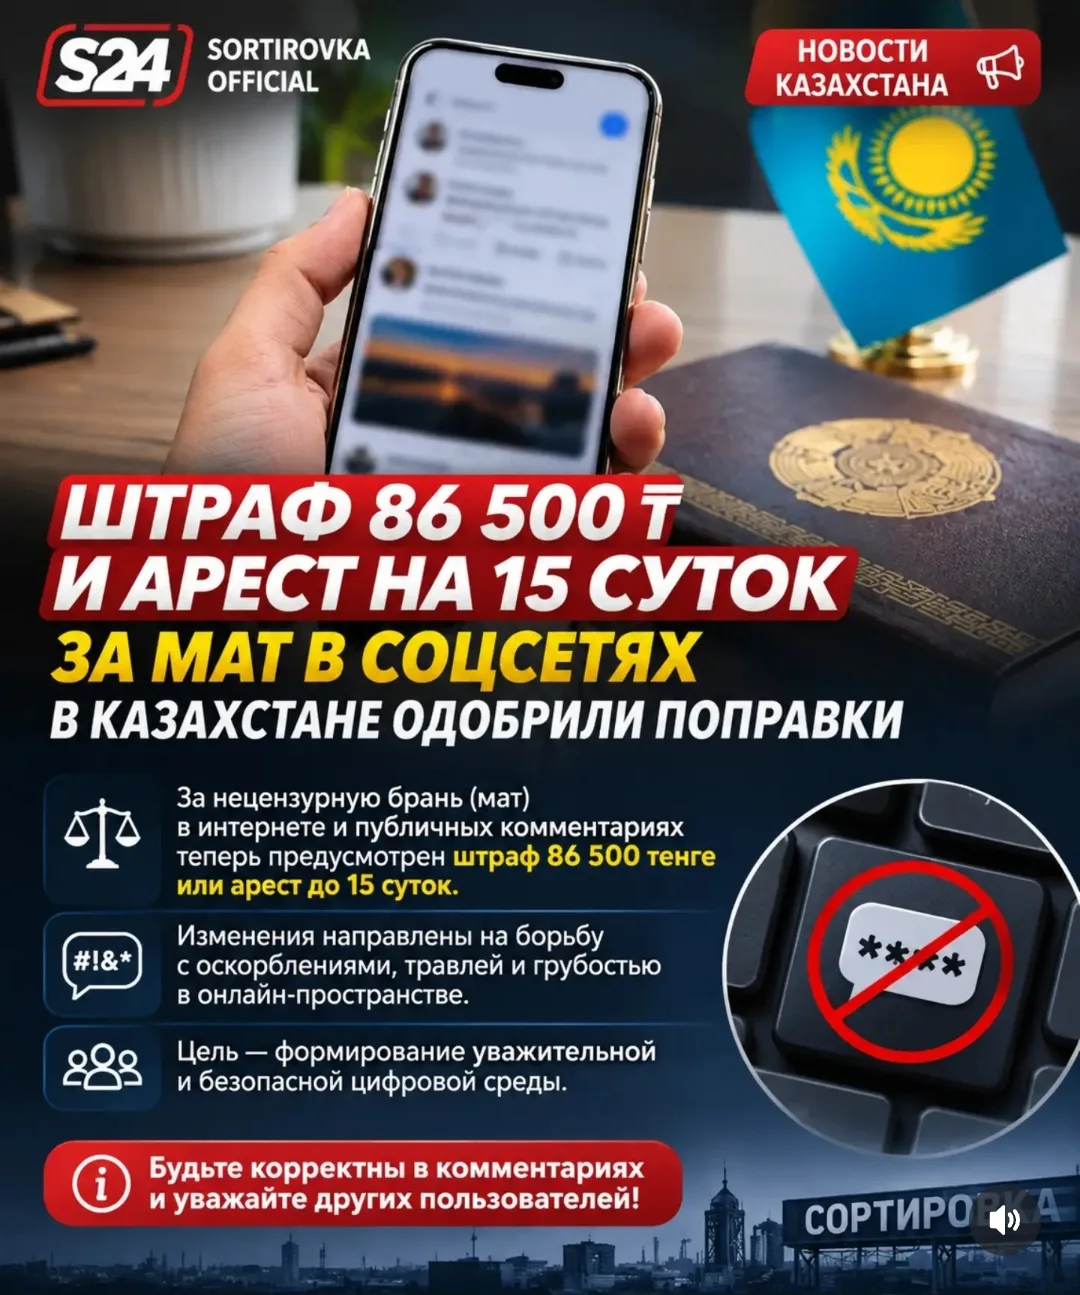 S24
SORTIROVKA
OFFICIAL
НОВОСТИ
КАЗАХСТАНА
ШТРАФ 86 500 ₸
И АРЕСТ НА 15 СУТОК
ЗА МАТ В СОЦСЕТЯХ
В КАЗАХСТАНЕ ОДОБРИЛИ ПОПРАВКИ
За нецензурную брань (мат)
в интернете и публичных комментариях
теперь предусмотрен штраф 86 500 тенге
или арест до 15 суток.
#!&*
Изменения направлены на борьбу
с оскорблениями, травлей и грубостью
в онлайн-пространстве.
Цель — формирование уважительной
и безопасной цифровой среды.
****
Будьте корректны в комментариях
и уважайте других пользователей!
СОРТИРОВКА